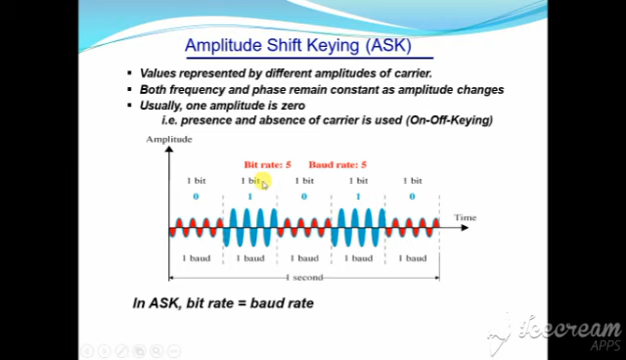 Amplitude Shift Keying (ASK)
Values represented by different amplitudes of carrier.
Both frequency and phase remain constant as amplitude changes
Usually, one amplitude is zero
i.e. presence and absence of carrier is used (On-Off-Keying)
Amplitude
Bit rate: 5 Baud rate: 5
1 bit 1 bit 1 bit 1 bit 1 bit
0 1 0 1 0
Time
1 baud 1 baud 1 baud 1 baud 1 baud
1 second
In ASK, bit rate = baud rate
Icecream
APPS